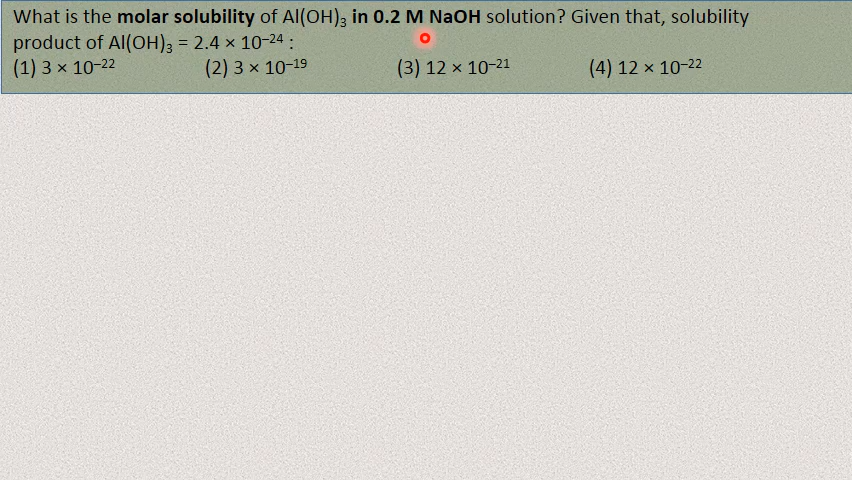 What is the molar solubility of Al(OH)₃ in 0.2 M NaOH solution? Given that, solubility
product of Al(OH)₃ = 2.4 × 10⁻²⁴ :
(1) 3 × 10⁻²² (2) 3 × 10⁻¹⁹ (3) 12 × 10⁻²¹ (4) 12 × 10⁻²²